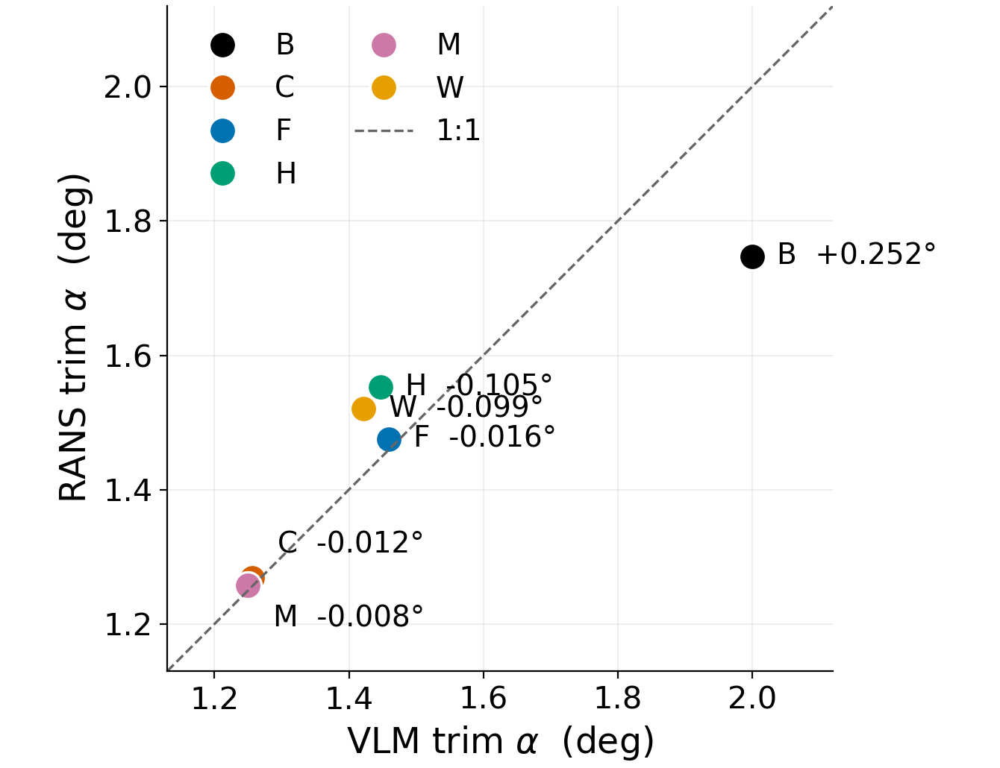 B
C
F
H
M
W
1:1
2.0
1.8
1.6
1.4
1.2
RANS trim α (deg)
B +0.252°
H -0.105°
W -0.099°
F -0.016°
C -0.012°
M -0.008°
1.2 1.4 1.6 1.8 2.0
VLM trim α (deg)